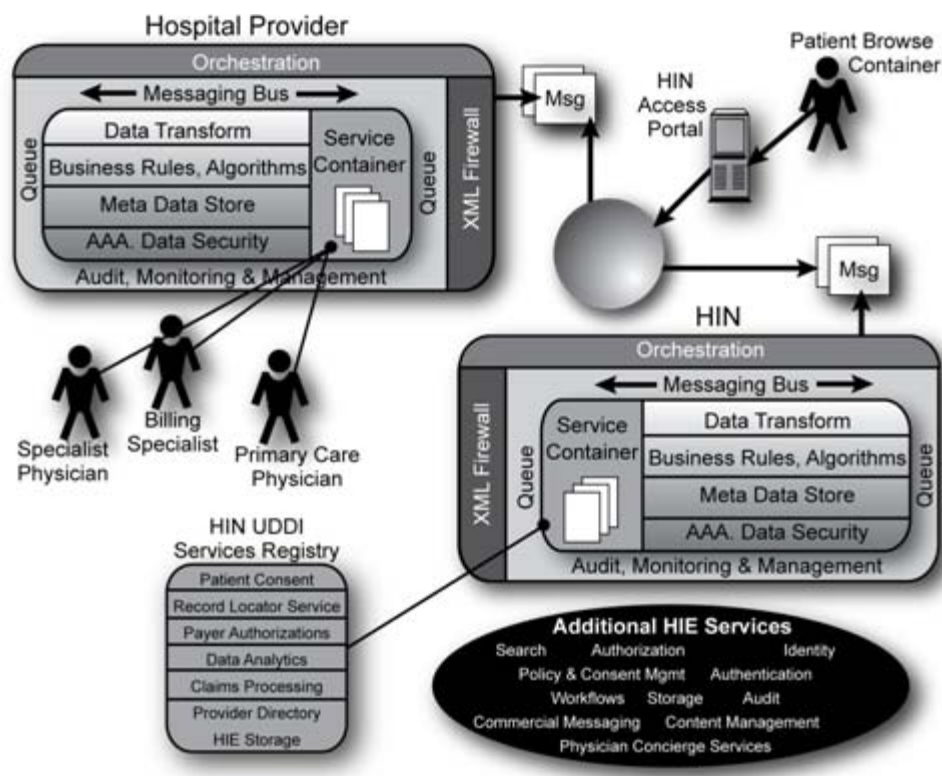 Hospital Provider
Orchestration
Messaging Bus
Queue
Data Transform
Business Rules, Algorithms
Meta Data Store
AAA. Data Security
Service
Container
Queue
XML Firewall
Audit, Monitoring & Management
Msg
HIN
Access
Portal
Patient Browse
Container
Msg
Specialist
Physician
Billing
Specialist
Primary Care
Physician
HIN
Orchestration
Messaging Bus
XML Firewall
Queue
Service
Container
Data Transform
Business Rules, Algorithms
Meta Data Store
AAA. Data Security
Queue
Audit, Monitoring & Management
HIN UDDI
Services Registry
Patient Consent
Record Locator Service
Payer Authorizations
Data Analytics
Claims Processing
Provider Directory
HIE Storage
Additional HIE Services
Search Authorization Identity
Policy & Consent Mgmt Authentication
Workflows Storage Audit
Commercial Messaging Content Management
Physician Concierge Services